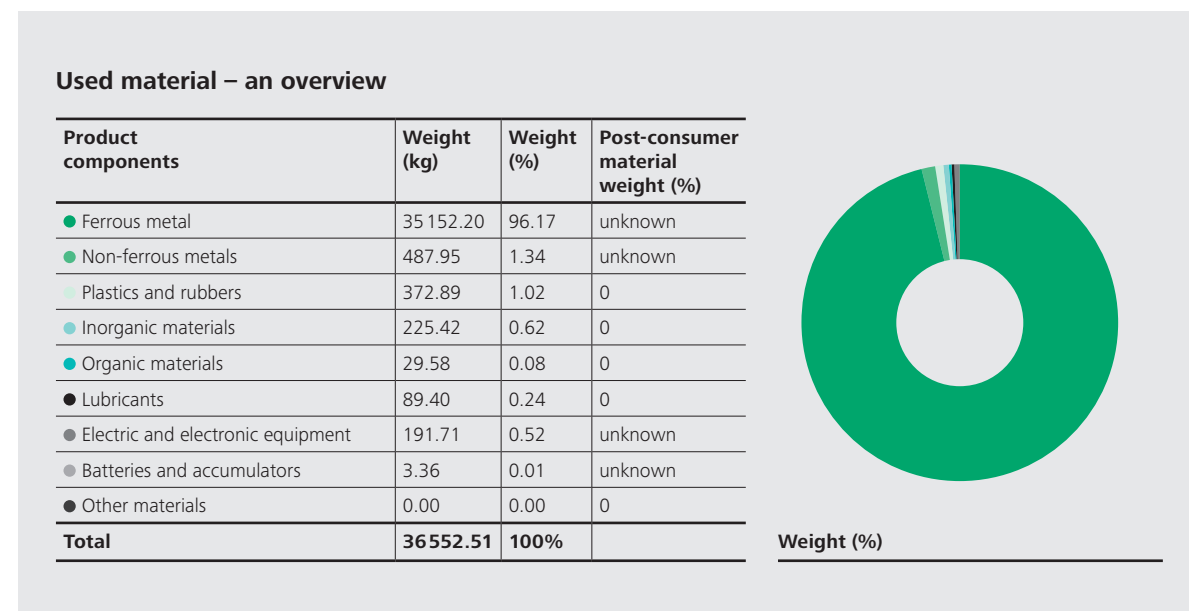 Used material – an overview
Product components Weight (kg) Weight (%) Post-consumer material weight (%)
Ferrous metal 35 152.20 96.17 unknown
Non-ferrous metals 487.95 1.34 unknown
Plastics and rubbers 372.89 1.02 0
Inorganic materials 225.42 0.62 0
Organic materials 29.58 0.08 0
Lubricants 89.40 0.24 0
Electric and electronic equipment 191.71 0.52 unknown
Batteries and accumulators 3.36 0.01 unknown
Other materials 0.00 0.00 0
Total 36 552.51 100%
Weight (%)